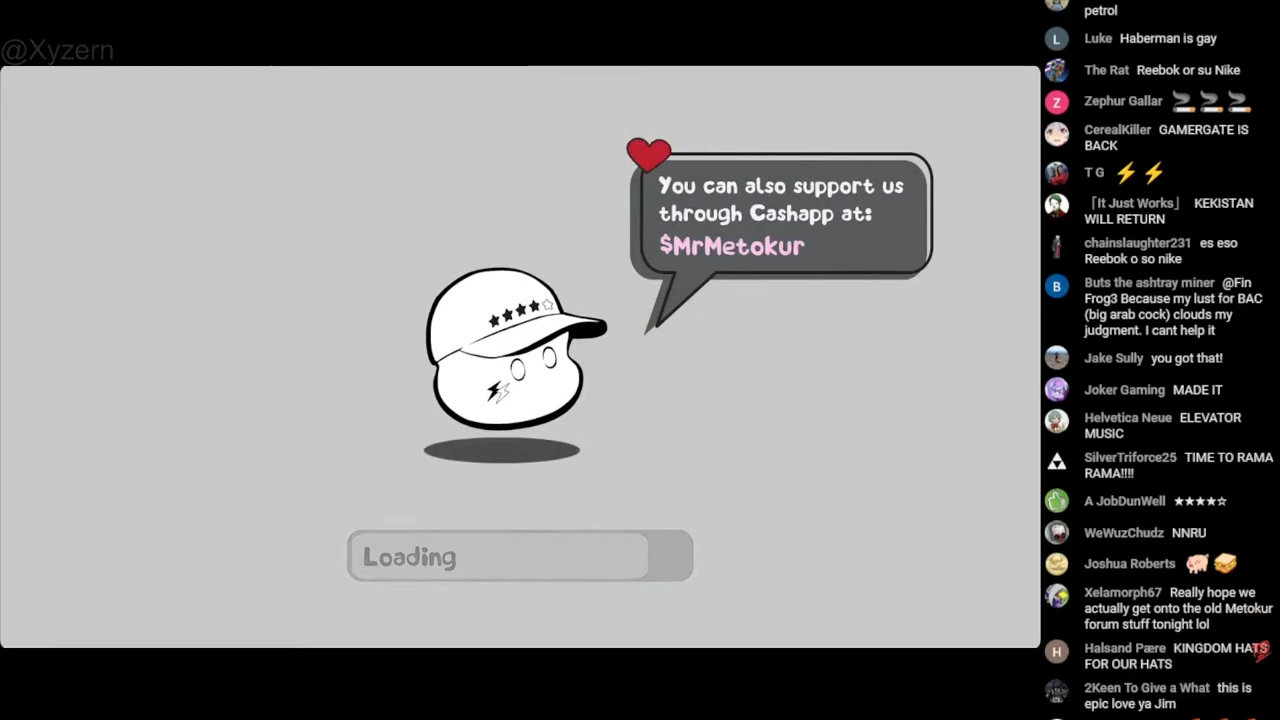 petrol
@Xyzern
Luke Haberman is gay
The Rat Reebok or su Nike
Zephur Gallar 🚬 🚬 🚬
CerealKiller GAMERGATE IS
BACK
T G ⚡ ⚡
「It Just Works」 KEKISTAN
WILL RETURN
chainslaughter231 es eso
Reebok o so nike
Buts the ashtray miner @Fin
Frog3 Because my lust for BAC
(big arab cock) clouds my
judgment. I cant help it
Jake Sully you got that!
Joker Gaming MADE IT
Helvetica Neue ELEVATOR
MUSIC
SilverTriforce25 TIME TO RAMA
RAMA!!!!
A JobDunWell ★★★★☆
WeWuzChudz NNRU
Joshua Roberts 🐖 🥪
Xelamorph67 Really hope we
actually get onto the old Metokur
forum stuff tonight lol
Halsand Pære KINGDOM HATS
FOR OUR HATS
2Keen To Give a What this is
epic love ya Jim
You can also support us
through Cashapp at:
$MrMetokur
Loading